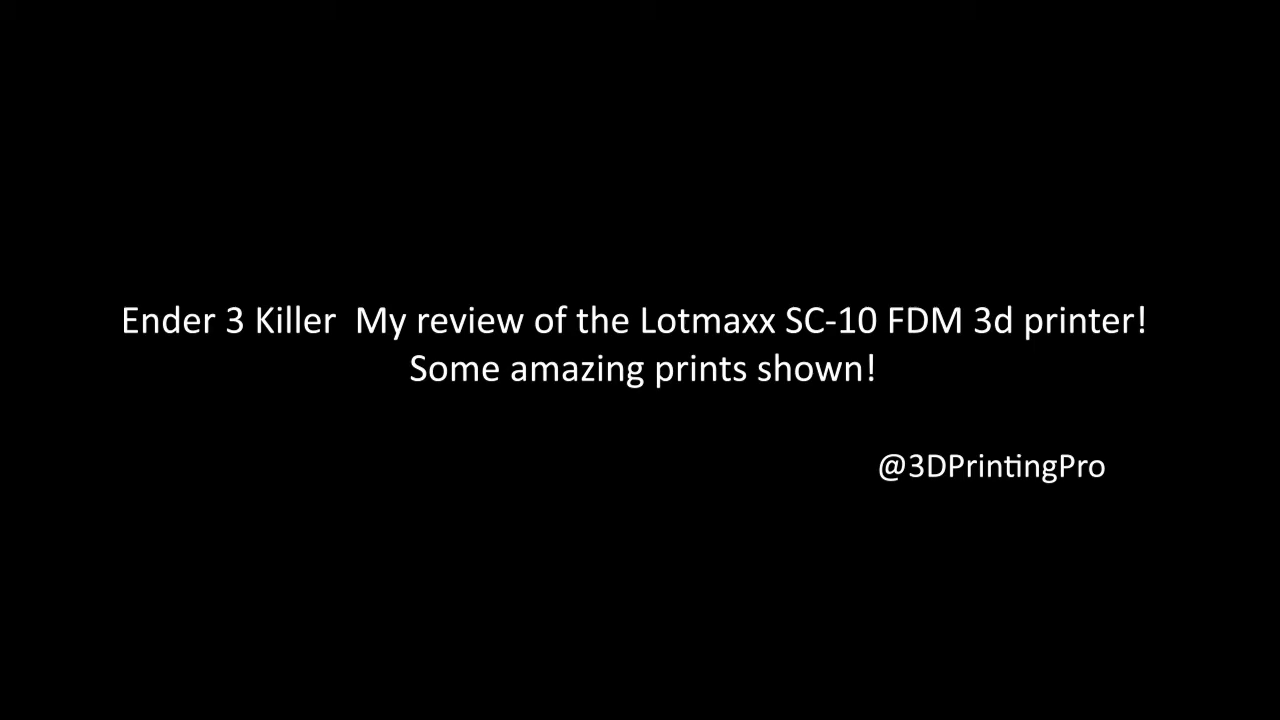 Ender 3 Killer  My review of the Lotmaxx SC-10 FDM 3d printer!
Some amazing prints shown!
@3DPrintingPro